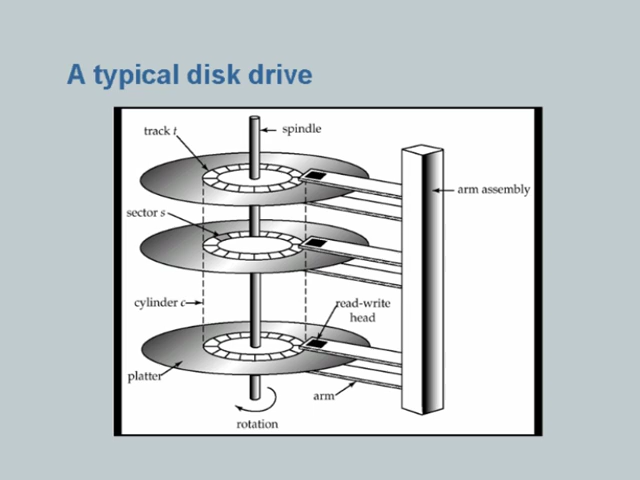 A typical disk drive
track t
spindle
arm assembly
sector s
cylinder c
read-write
head
platter
arm
rotation